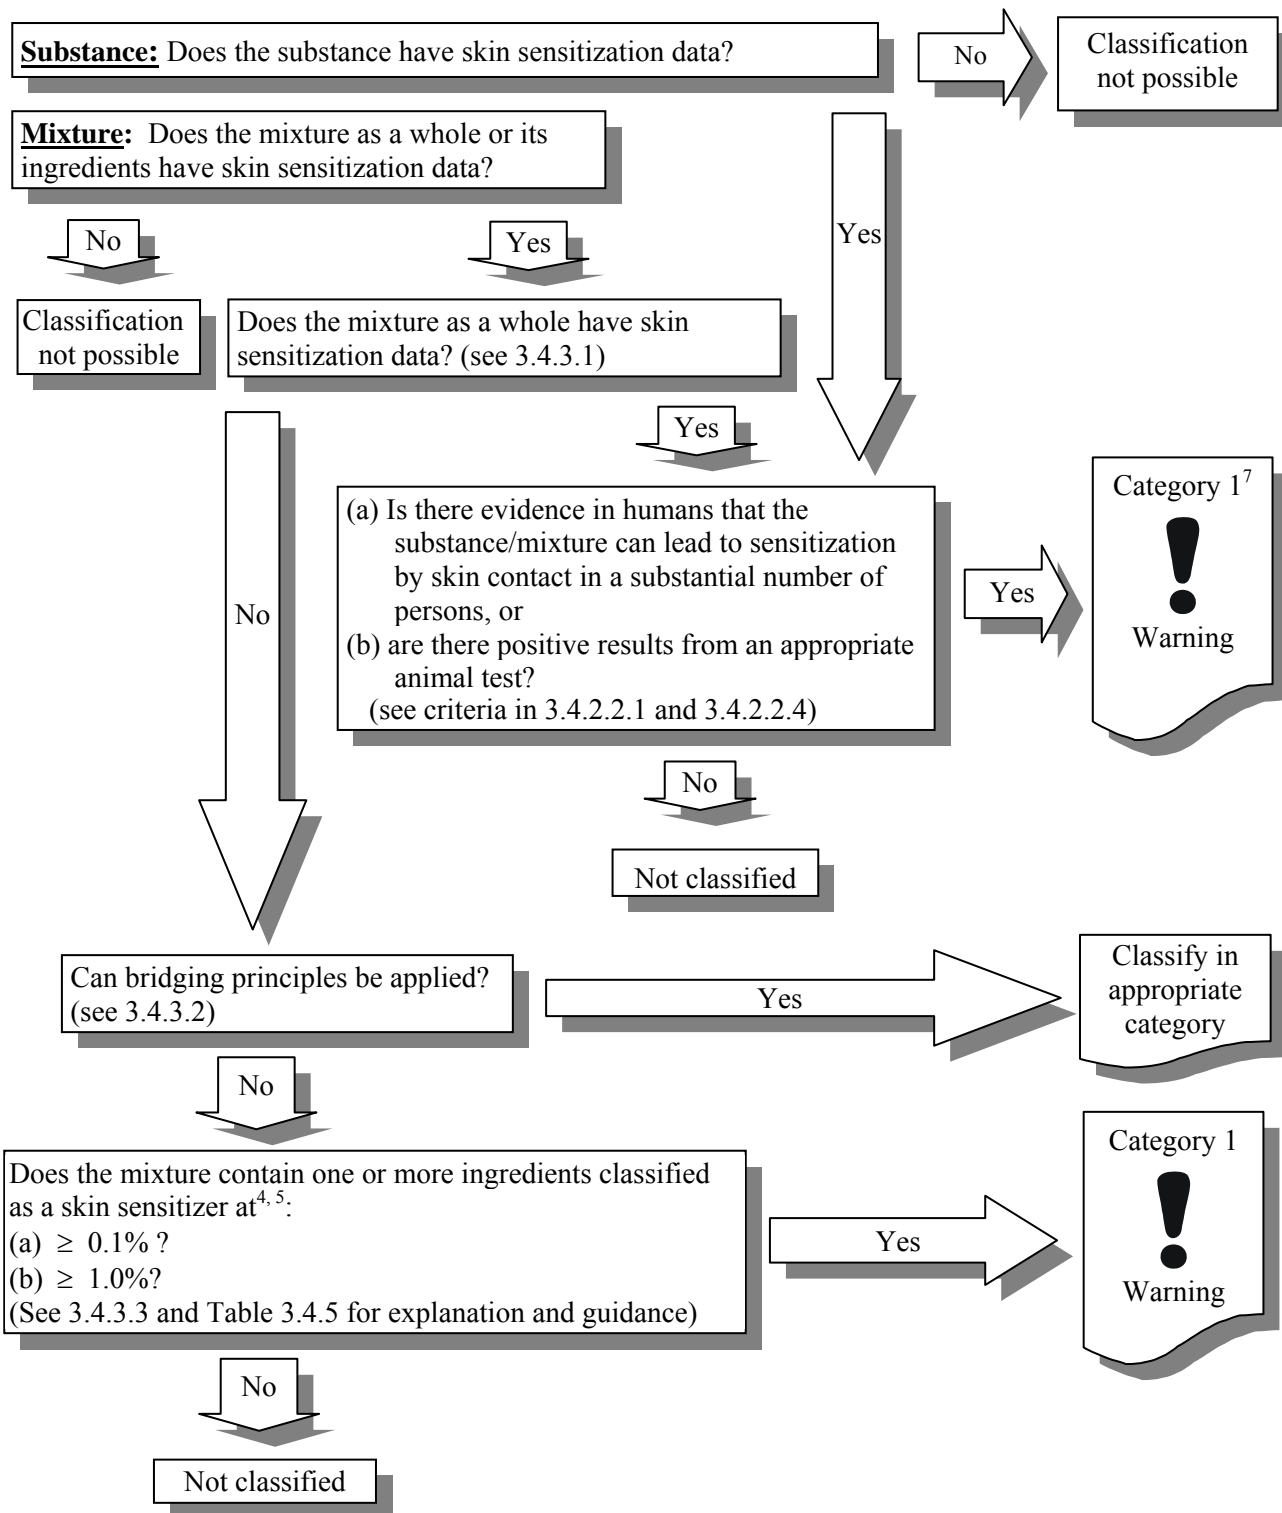 Substance: Does the substance have skin sensitization data?
No
Classification
not possible
Mixture: Does the mixture as a whole or its
ingredients have skin sensitization data?
No
Yes
Yes
Classification
not possible
Does the mixture as a whole have skin
sensitization data? (see 3.4.3.1)
Yes
(a) Is there evidence in humans that the
substance/mixture can lead to sensitization
by skin contact in a substantial number of
persons, or
(b) are there positive results from an appropriate
animal test?
(see criteria in 3.4.2.2.1 and 3.4.2.2.4)
Yes
Category 1⁷
Warning
No
No
Not classified
Can bridging principles be applied?
(see 3.4.3.2)
Yes
Classify in
appropriate
category
No
Does the mixture contain one or more ingredients classified
as a skin sensitizer at⁴, ⁵:
(a) ≥ 0.1% ?
(b) ≥ 1.0%?
(See 3.4.3.3 and Table 3.4.5 for explanation and guidance)
Yes
Category 1
Warning
No
Not classified